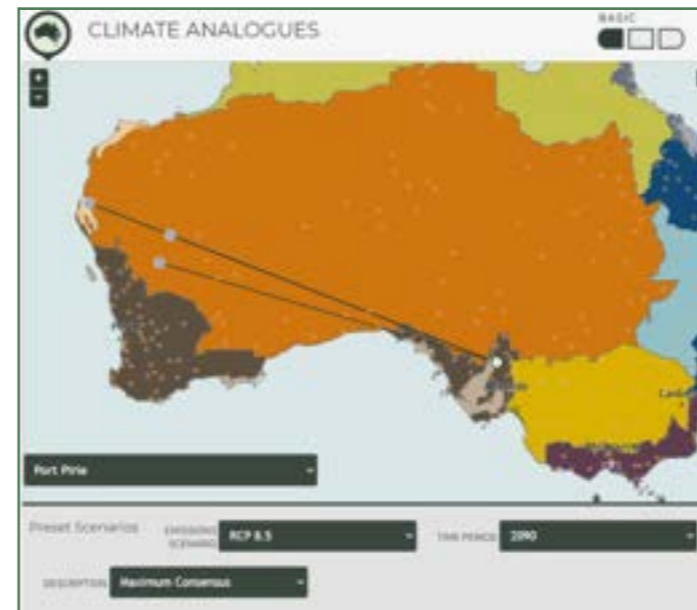 CLIMATE ANALOGUES
BASIC
+
-
Port Pirie
Preset Scenarios
EMISSIONS SCENARIO
RCP 8.5
TIME PERIOD
2090
DESCRIPTION
Maximum Consensus